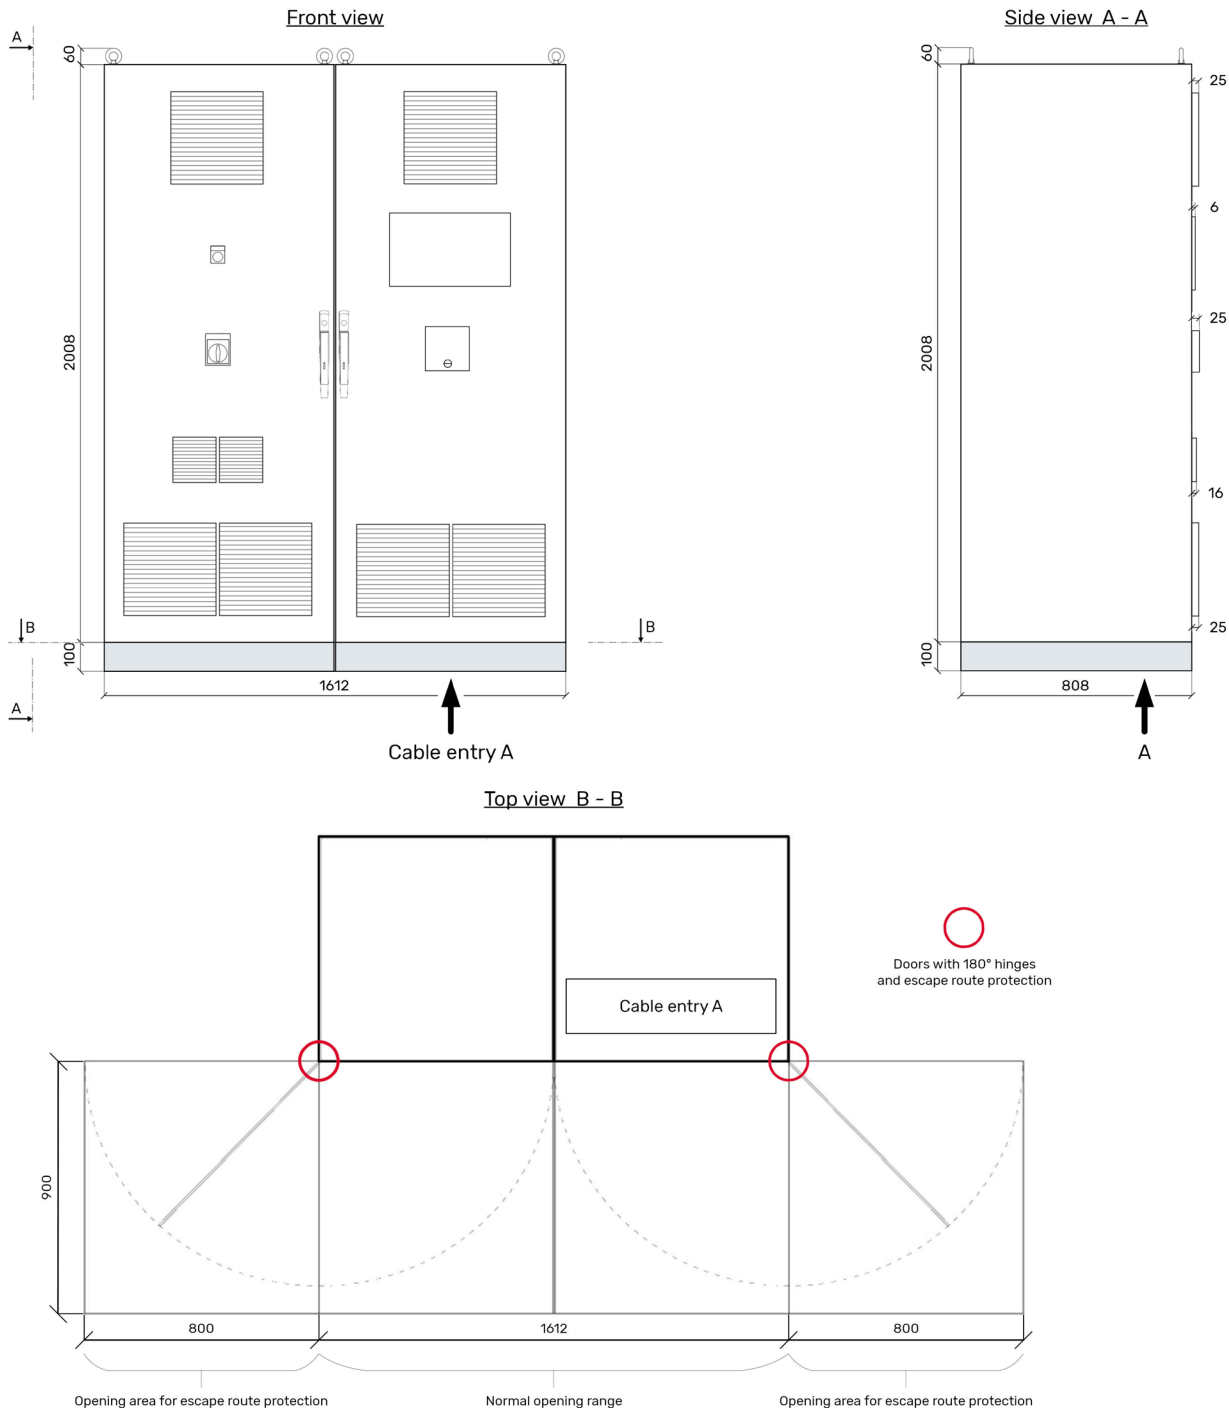 Front view
Side view A - A
A
60
60
25
6
25
2008
2008
16
B
B
25
100
100
1612
808
A
Cable entry A
A
Top view B - B
Doors with 180° hinges
and escape route protection
Cable entry A
900
800
1612
800
Opening area for escape route protection
Normal opening range
Opening area for escape route protection